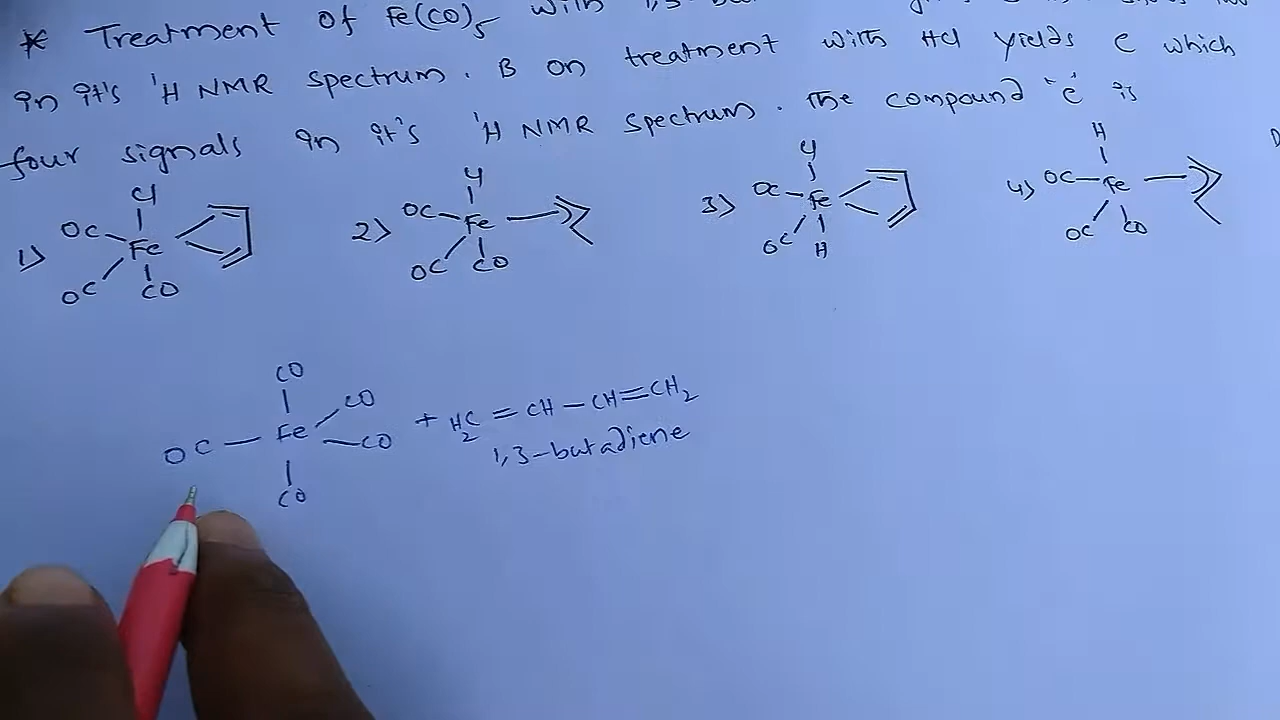 * Treatment of Fe(CO)5 with 1,3-
in it's 1H NMR spectrum. B on treatment with HCl yields C which
four signals in it's 1H NMR spectrum. The compound 'C' is
1) Cl OC Fe OC CO
2) Cl OC Fe OC CO
3) Cl OC Fe OC H
4) H OC Fe OC CO
CO
CO
OC — Fe — CO + H2C = CH — CH = CH2
1,3-butadiene
CO